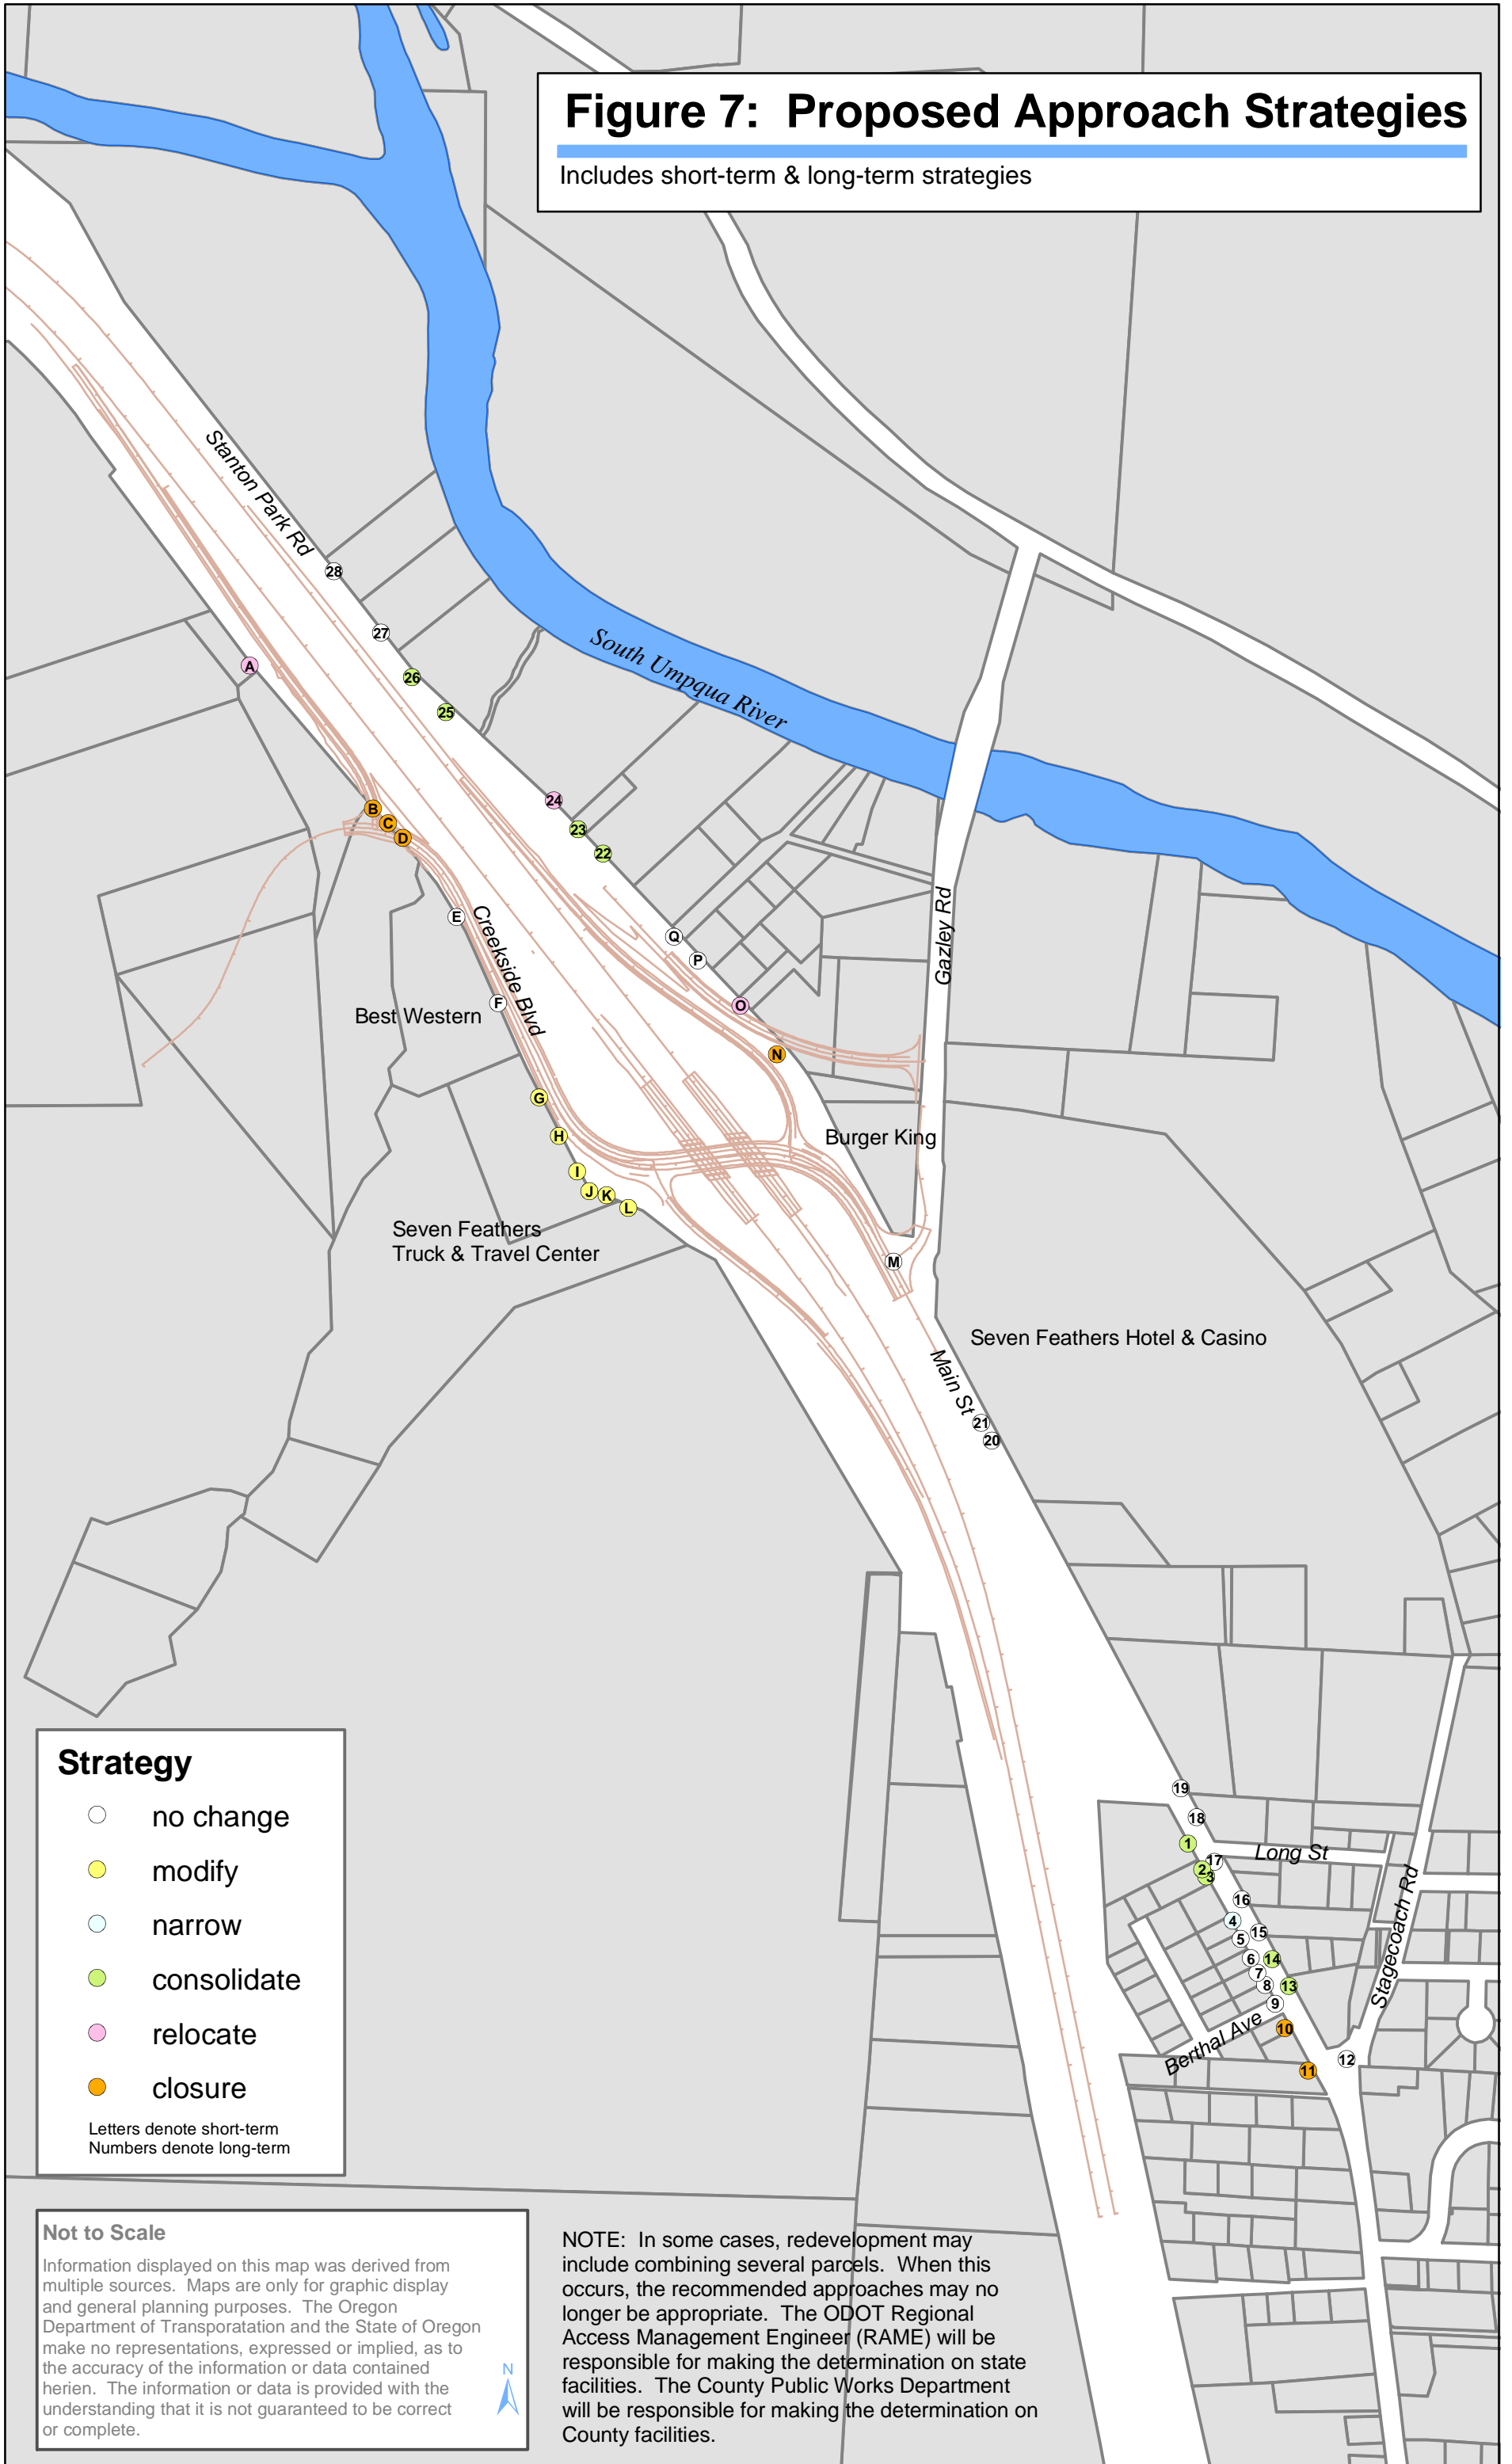 Figure 7: Proposed Approach Strategies
Includes short-term & long-term strategies
Stanton Park Rd
28
27
A
26
25
South Umpqua River
24
23
22
B
C
D
E
Creekside Blvd
F
Best Western
Q
P
O
N
Gazley Rd
G
H
I
J
K
L
Burger King
Seven Feathers
Truck & Travel Center
M
Seven Feathers Hotel & Casino
Main St
21
20
19
18
1
Long St
17
2
3
16
4
15
5
6
14
7
8
13
9
Stagecoach Rd
Berthal Ave
10
11
12
Strategy
no change
modify
narrow
consolidate
relocate
closure
Letters denote short-term
Numbers denote long-term
Not to Scale
Information displayed on this map was derived from
multiple sources. Maps are only for graphic display
and general planning purposes. The Oregon
Department of Transporatation and the State of Oregon
make no representations, expressed or implied, as to
the accuracy of the information or data contained
herien. The information or data is provided with the
understanding that it is not guaranteed to be correct
or complete.
N
NOTE: In some cases, redevelopment may
include combining several parcels. When this
occurs, the recommended approaches may no
longer be appropriate. The ODOT Regional
Access Management Engineer (RAME) will be
responsible for making the determination on state
facilities. The County Public Works Department
will be responsible for making the determination on
County facilities.